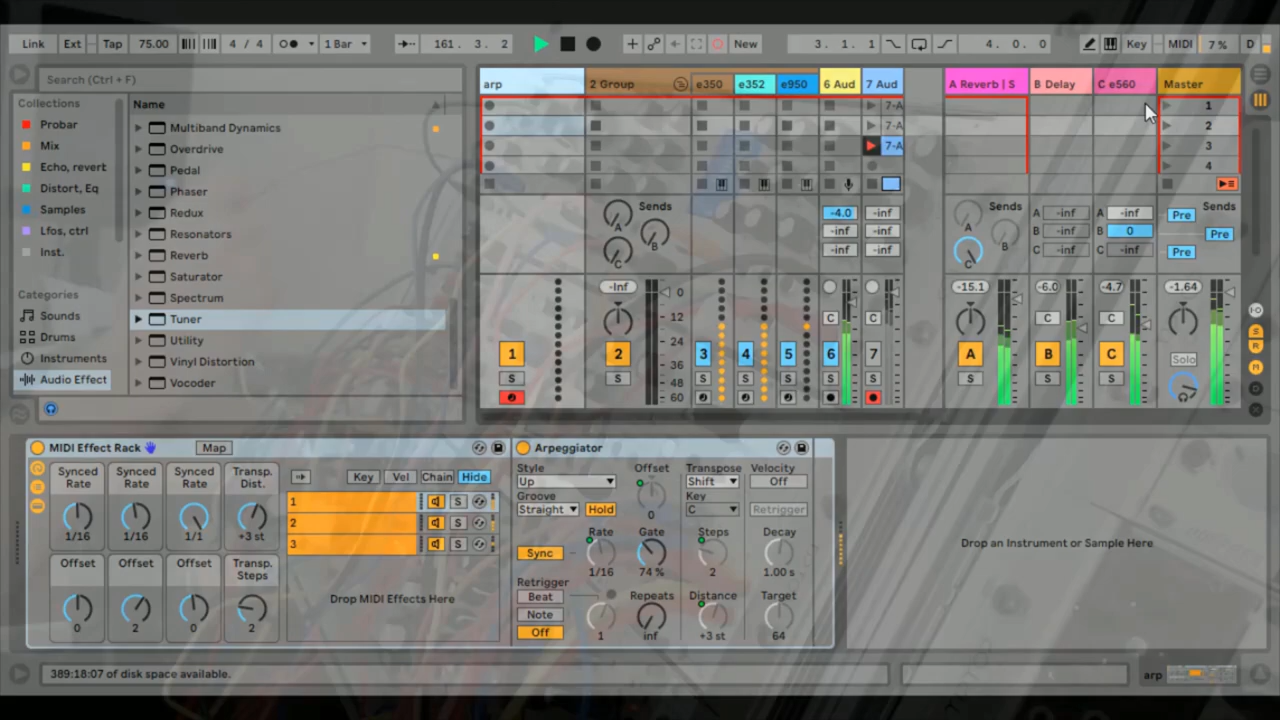 Link Ext Tap 75.00 4 / 4 1 Bar 161 . 3 . 2 New 3 . 1 . 1 4 . 0 . 0 Key MIDI 7 % D
Search (Ctrl + F)
Collections
Probar
Mix
Echo, revert
Distort, Eq
Samples
Lfos, ctrl
Inst.
Categories
Sounds
Drums
Instruments
Audio Effect
Name
Multiband Dynamics
Overdrive
Pedal
Phaser
Redux
Resonators
Reverb
Saturator
Spectrum
Tuner
Utility
Vinyl Distortion
Vocoder
arp 2 Group e350 e352 e950 6 Aud 7 Aud A Reverb | S B Delay C e560 Master
7-A 1
7-A 2
7-A 3
4
Sends -4.0 -inf Sends A -inf A -inf Pre Sends
A B -inf -inf A B B -inf B 0 Pre
C -inf -inf C C -inf C -inf Pre
-Inf -15.1 -6.0 -4.7 -1.64
0
12
24
36
48
60
C C C C
1 2 3 4 5 6 7 A B C Solo
S S S S S S S S S S
MIDI Effect Rack Map
Synced Rate Synced Rate Synced Rate Transp. Dist.
1/16 1/16 1/1 +3 st
Offset Offset Offset Transp. Steps
0 2 0 2
Key Vel Chain Hide
1 S
2 S
3 S
Drop MIDI Effects Here
Arpeggiator
Style Offset Transpose Velocity
Up Shift Off
Groove Key
Straight Hold 0 C Retrigger
Rate Gate Steps Decay
Sync 1/16 74 % 2 1.00 s
Retrigger Repeats Distance Target
Beat
Note
Off 1 inf +3 st 64
Drop an Instrument or Sample Here
389:18:07 of disk space available.
arp